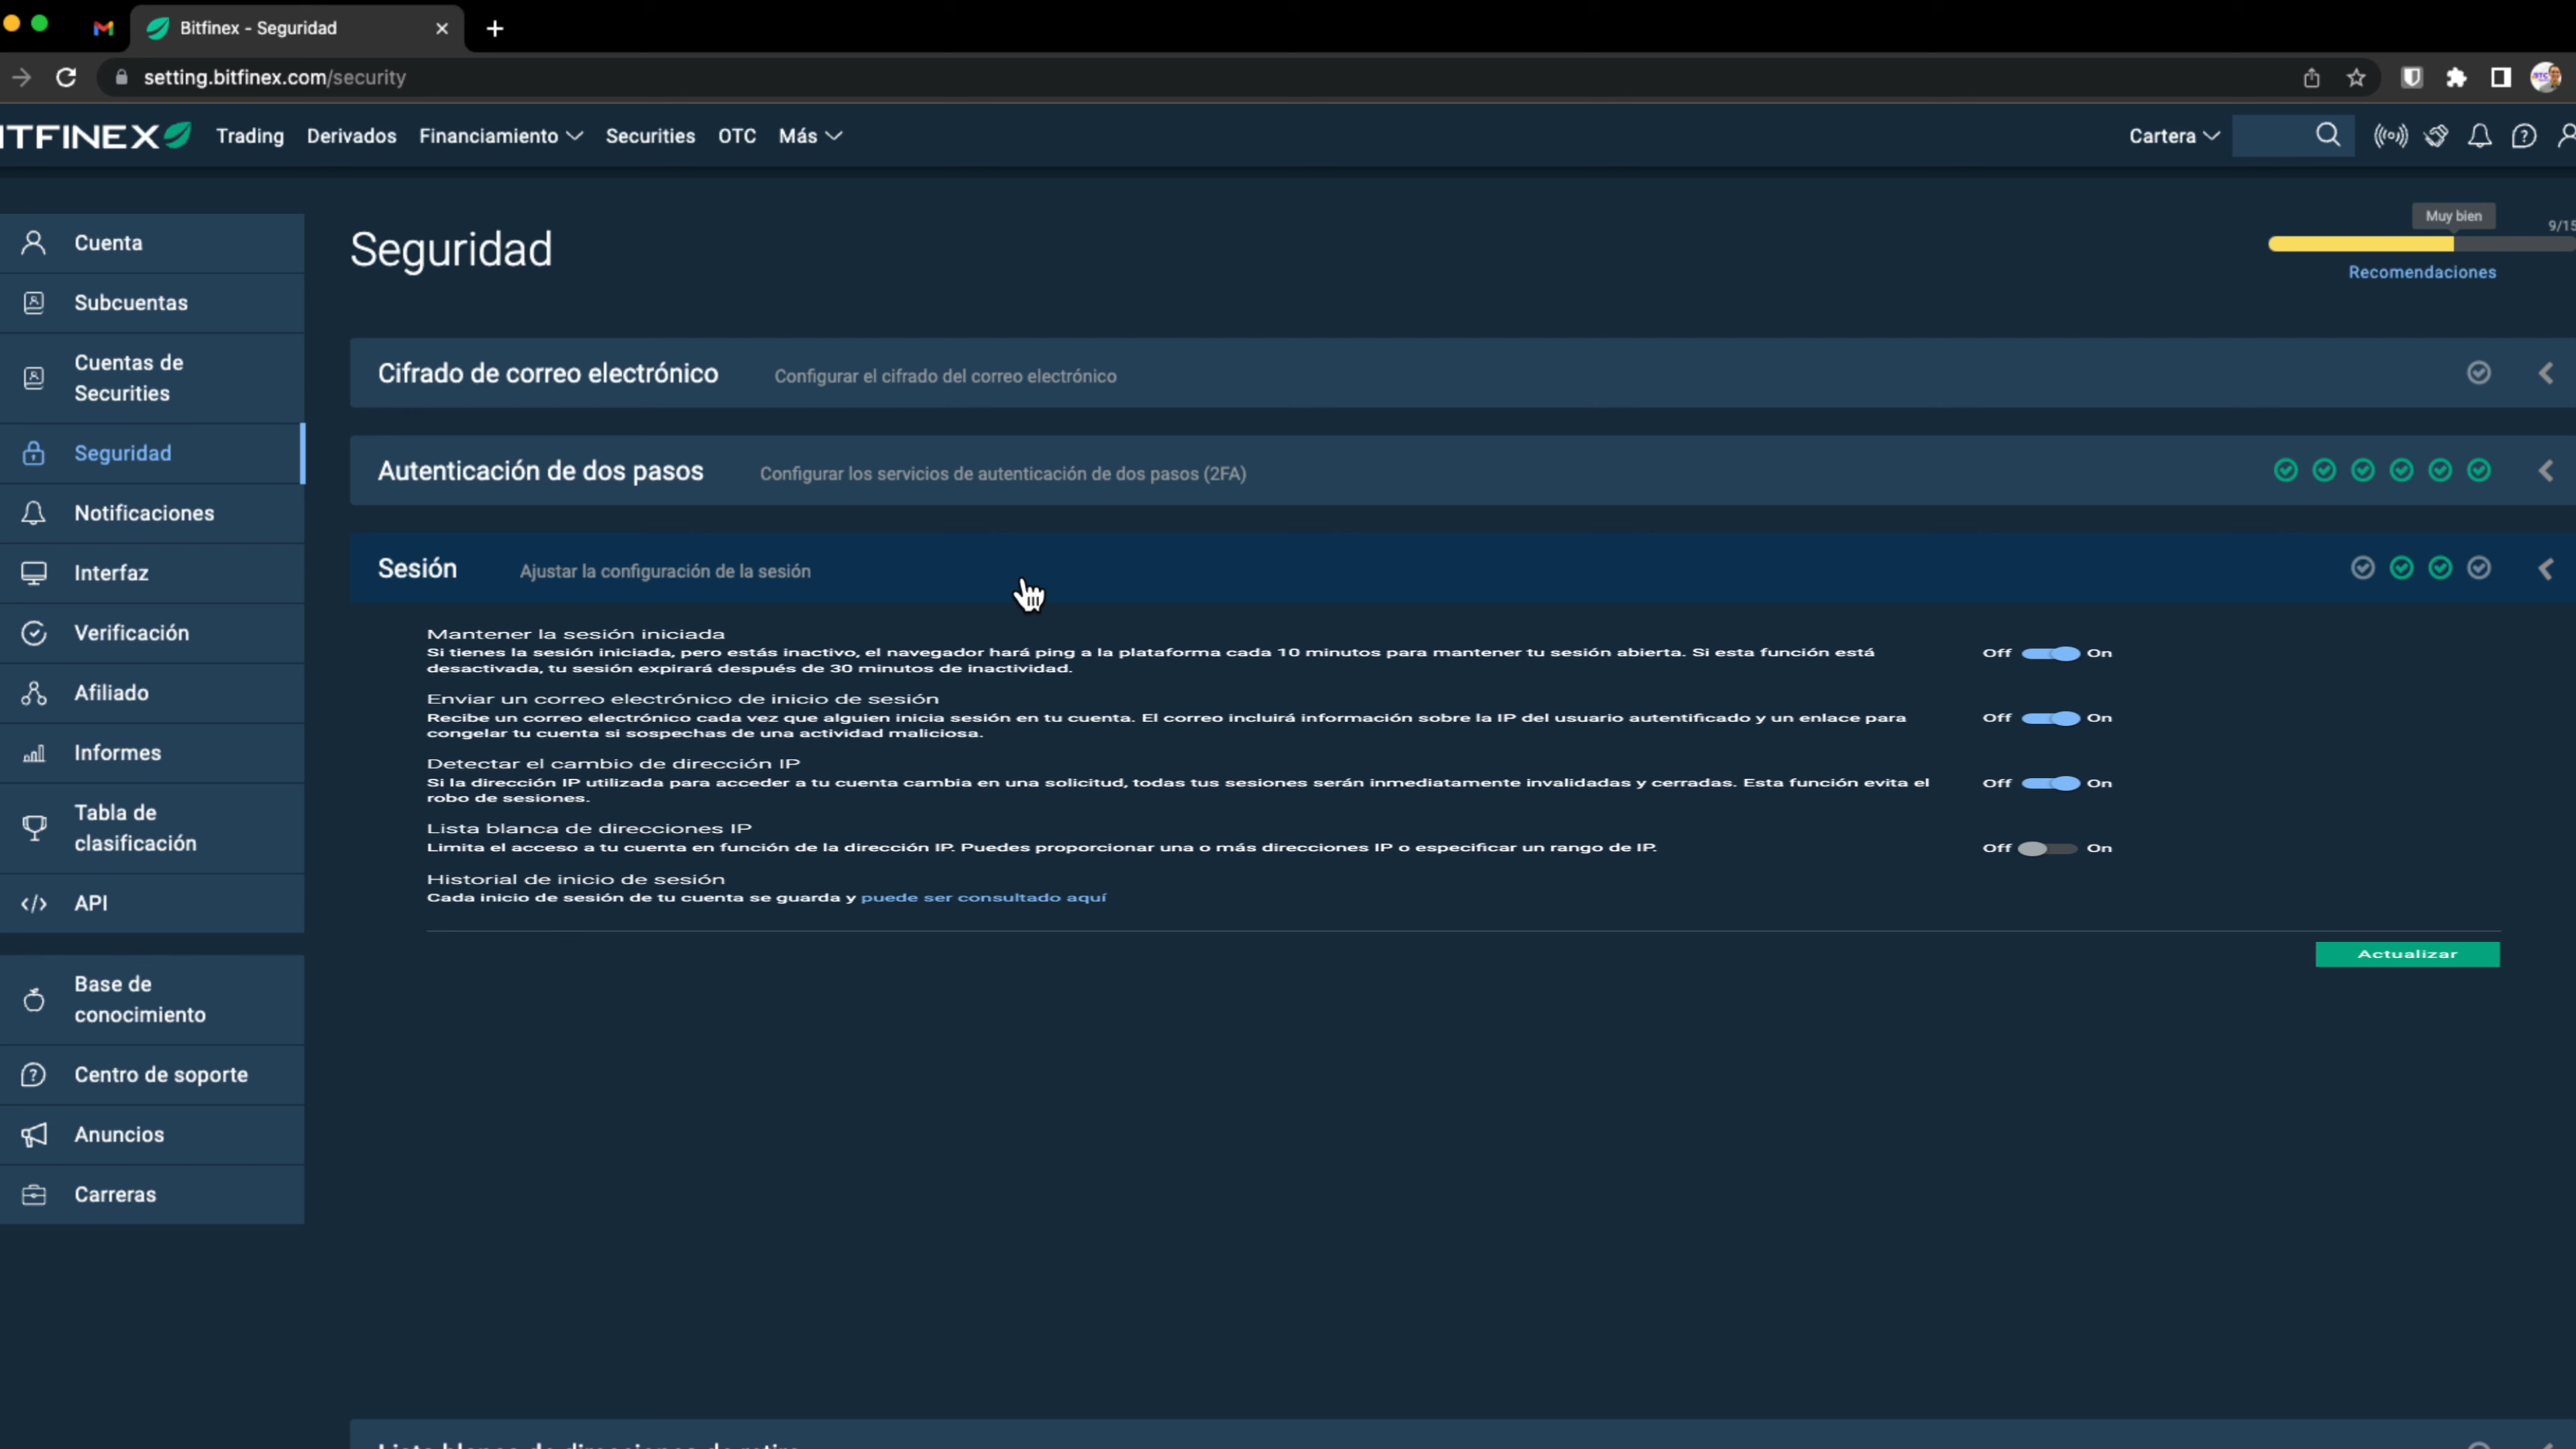 Bitfinex - Seguridad
setting.bitfinex.com/security
ITFINEX
Trading Derivados Financiamiento Securities OTC Más
Cartera
Cuenta
Subcuentas
Cuentas de
Securities
Seguridad
Notificaciones
Interfaz
Verificación
Afiliado
Informes
Tabla de
clasificación
API
Base de
conocimiento
Centro de soporte
Anuncios
Carreras
Seguridad
Muy bien
9/15
Recomendaciones
Cifrado de correo electrónico Configurar el cifrado del correo electrónico
Autenticación de dos pasos Configurar los servicios de autenticación de dos pasos (2FA)
Sesión Ajustar la configuración de la sesión
Mantener la sesión iniciada
Si tienes la sesión iniciada, pero estás inactivo, el navegador hará ping a la plataforma cada 10 minutos para mantener tu sesión abierta. Si esta función está
desactivada, tu sesión expirará después de 30 minutos de inactividad.
Off On
Enviar un correo electrónico de inicio de sesión
Recibe un correo electrónico cada vez que alguien inicia sesión en tu cuenta. El correo incluirá información sobre la IP del usuario autentificado y un enlace para
congelar tu cuenta si sospechas de una actividad maliciosa.
Off On
Detectar el cambio de dirección IP
Si la dirección IP utilizada para acceder a tu cuenta cambia en una solicitud, todas tus sesiones serán inmediatamente invalidadas y cerradas. Esta función evita el
robo de sesiones.
Off On
Lista blanca de direcciones IP
Limita el acceso a tu cuenta en función de la dirección IP. Puedes proporcionar una o más direcciones IP o especificar un rango de IP.
Off On
Historial de inicio de sesión
Cada inicio de sesión de tu cuenta se guarda y puede ser consultado aquí
Actualizar
Lista blanca de direcciones de retiro